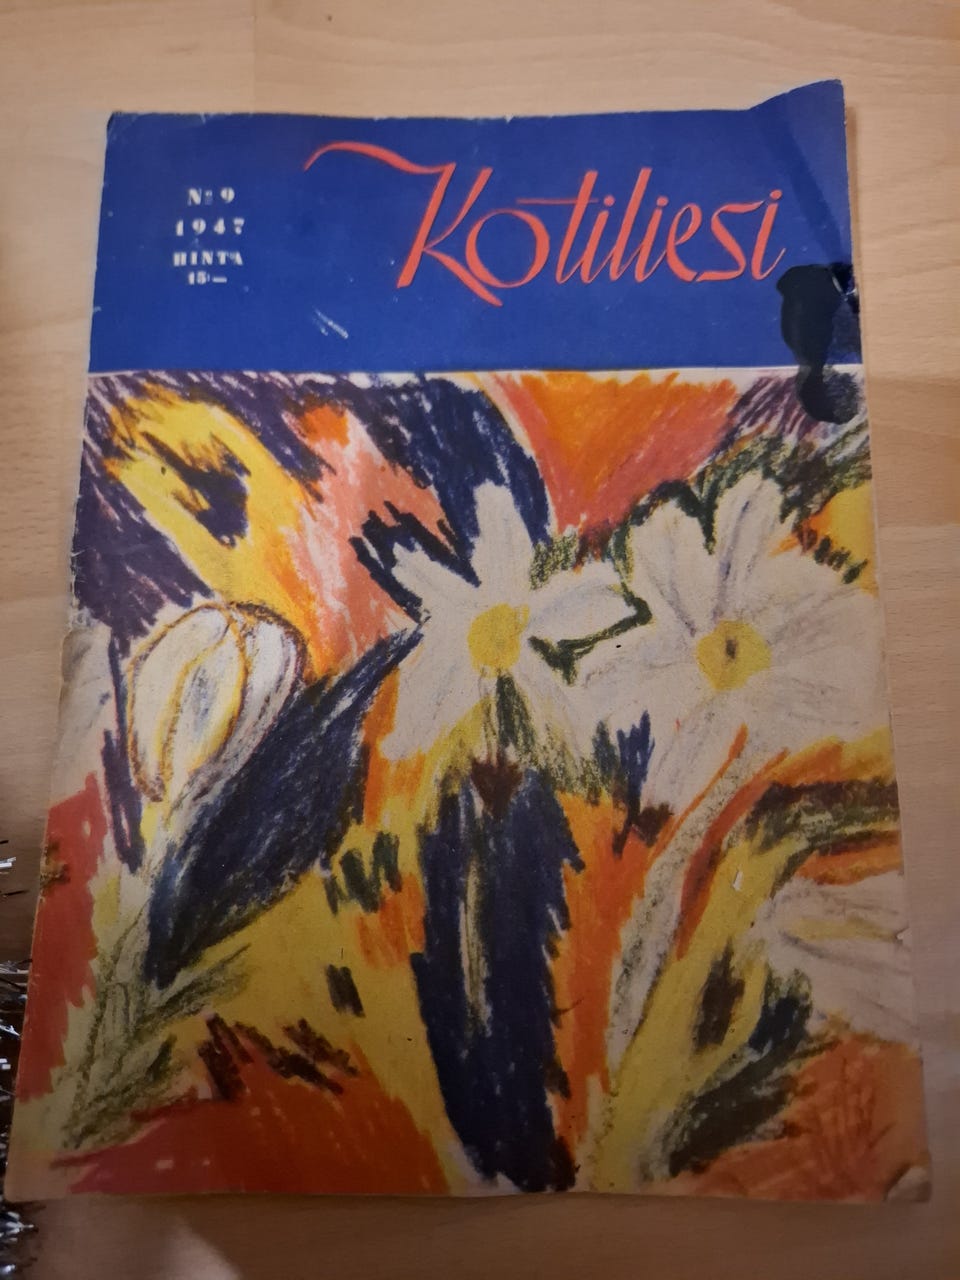 No 9
1947
HINTA
15:—
Kotiliesi